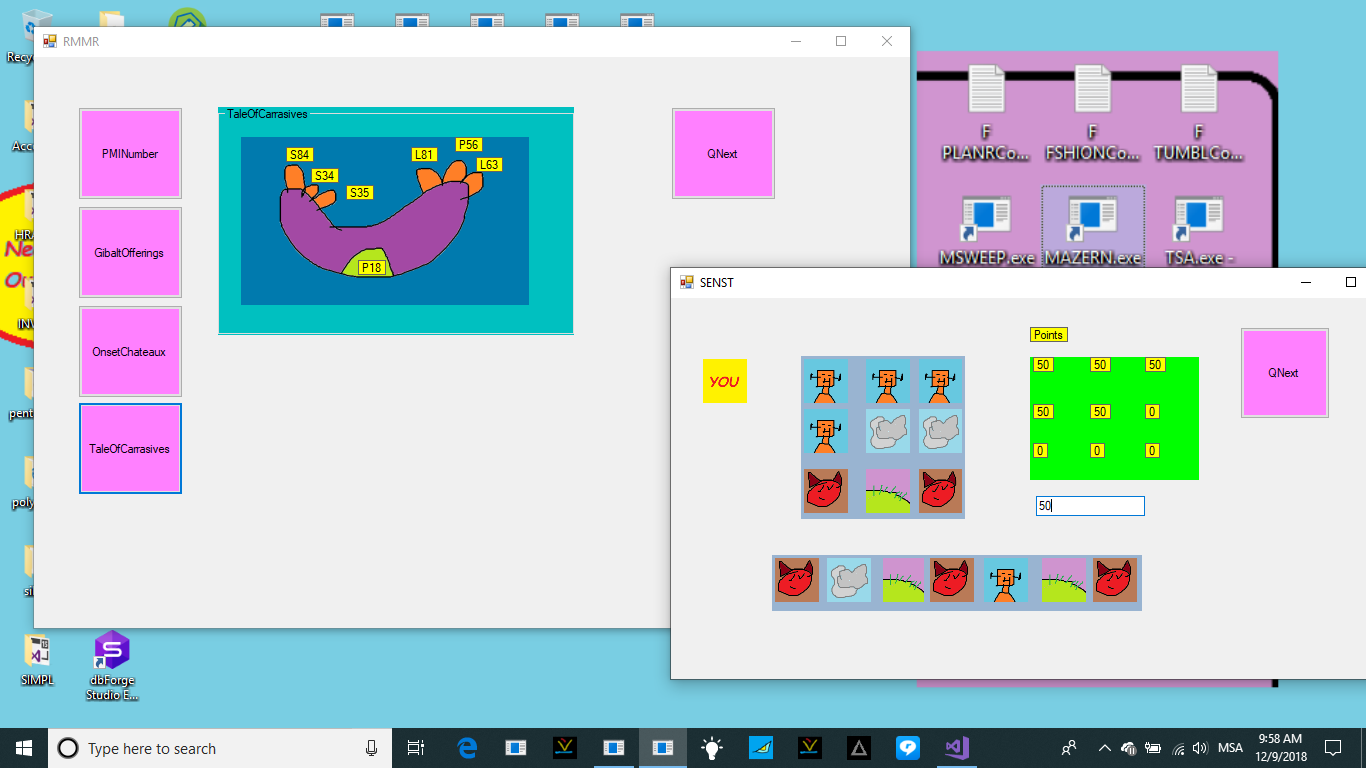 Recy
RMMR
PMINumber
GibaltOfferings
OnsetChateaux
TaleOfCarrasives
TaleOfCarrasives
S84
S34
S35
L81
P56
L63
P18
QNext
F
PLANRCo...
F
FSHIONCo...
F
TUMBLCo...
MSWEEP.exe
MAZERN.exe
TSA.exe -
SENST
YOU
Points
50 50 50
50 50 0
0 0 0
50
QNext
Acc
HRA
Ne
Or
INV
pent
poly
si
SIMPL
dbForge
Studio E...
Type here to search
MSA
9:58 AM
12/9/2018